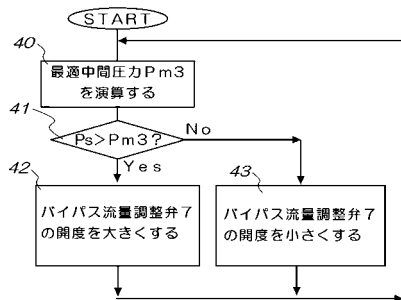 START
40
最適中間圧力Pm3
を演算する
41
Ps>Pm3?
No
Yes
42
バイパス流量調整弁7
の開度を大きくする
43
バイパス流量調整弁7
の開度を小さくする